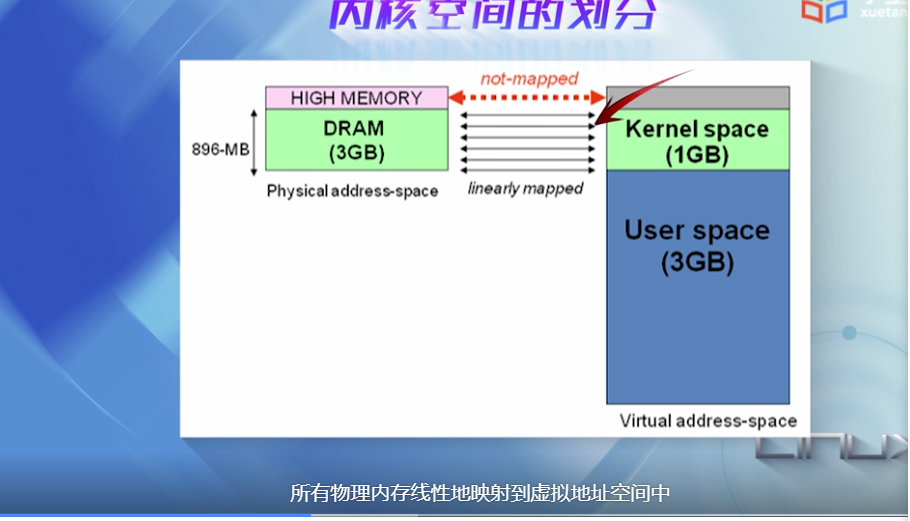 内核空间的划分
xuetan
not-mapped
HIGH MEMORY
DRAM
(3GB)
896-MB
Physical address-space
linearly mapped
Kernel space
(1GB)
User space
(3GB)
Virtual address-space
LINUX
所有物理内存线性地映射到虚拟地址空间中